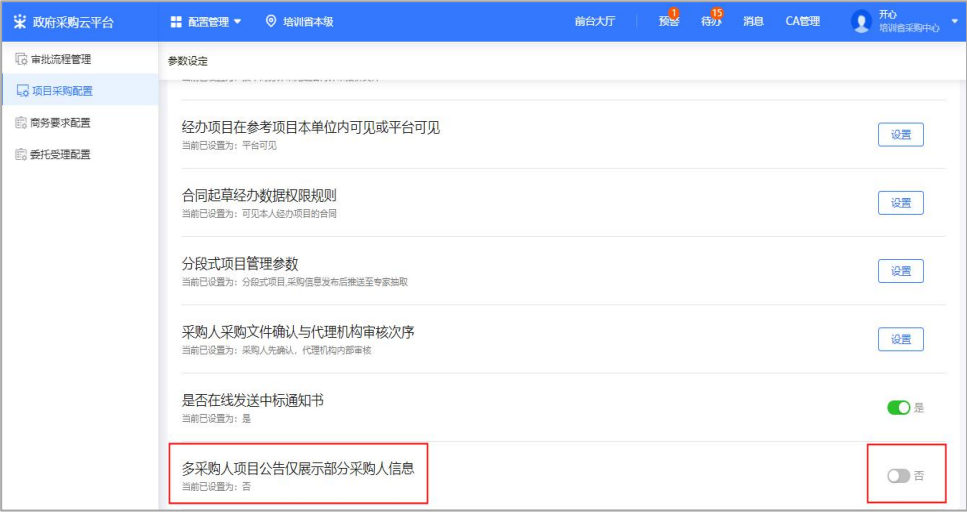 政府采购云平台
配置管理
培训省本级
前台大厅
预警
1
待办
15
消息
CA管理
开心
培训省采购中心
审批流程管理
项目采购配置
商务要求配置
委托受理配置
参数设定
经办项目在参考项目本单位内可见或平台可见
当前已设置为：平台可见
设置
合同起草经办数据权限规则
当前已设置为：可见本人经办项目的合同
设置
分段式项目管理参数
当前已设置为：分段式项目,采购信息发布后推送至专家抽取
设置
采购人采购文件确认与代理机构审核次序
当前已设置为：采购人先确认，代理机构内部审核
设置
是否在线发送中标通知书
当前已设置为：是
是
多采购人项目公告仅展示部分采购人信息
当前已设置为：否
否